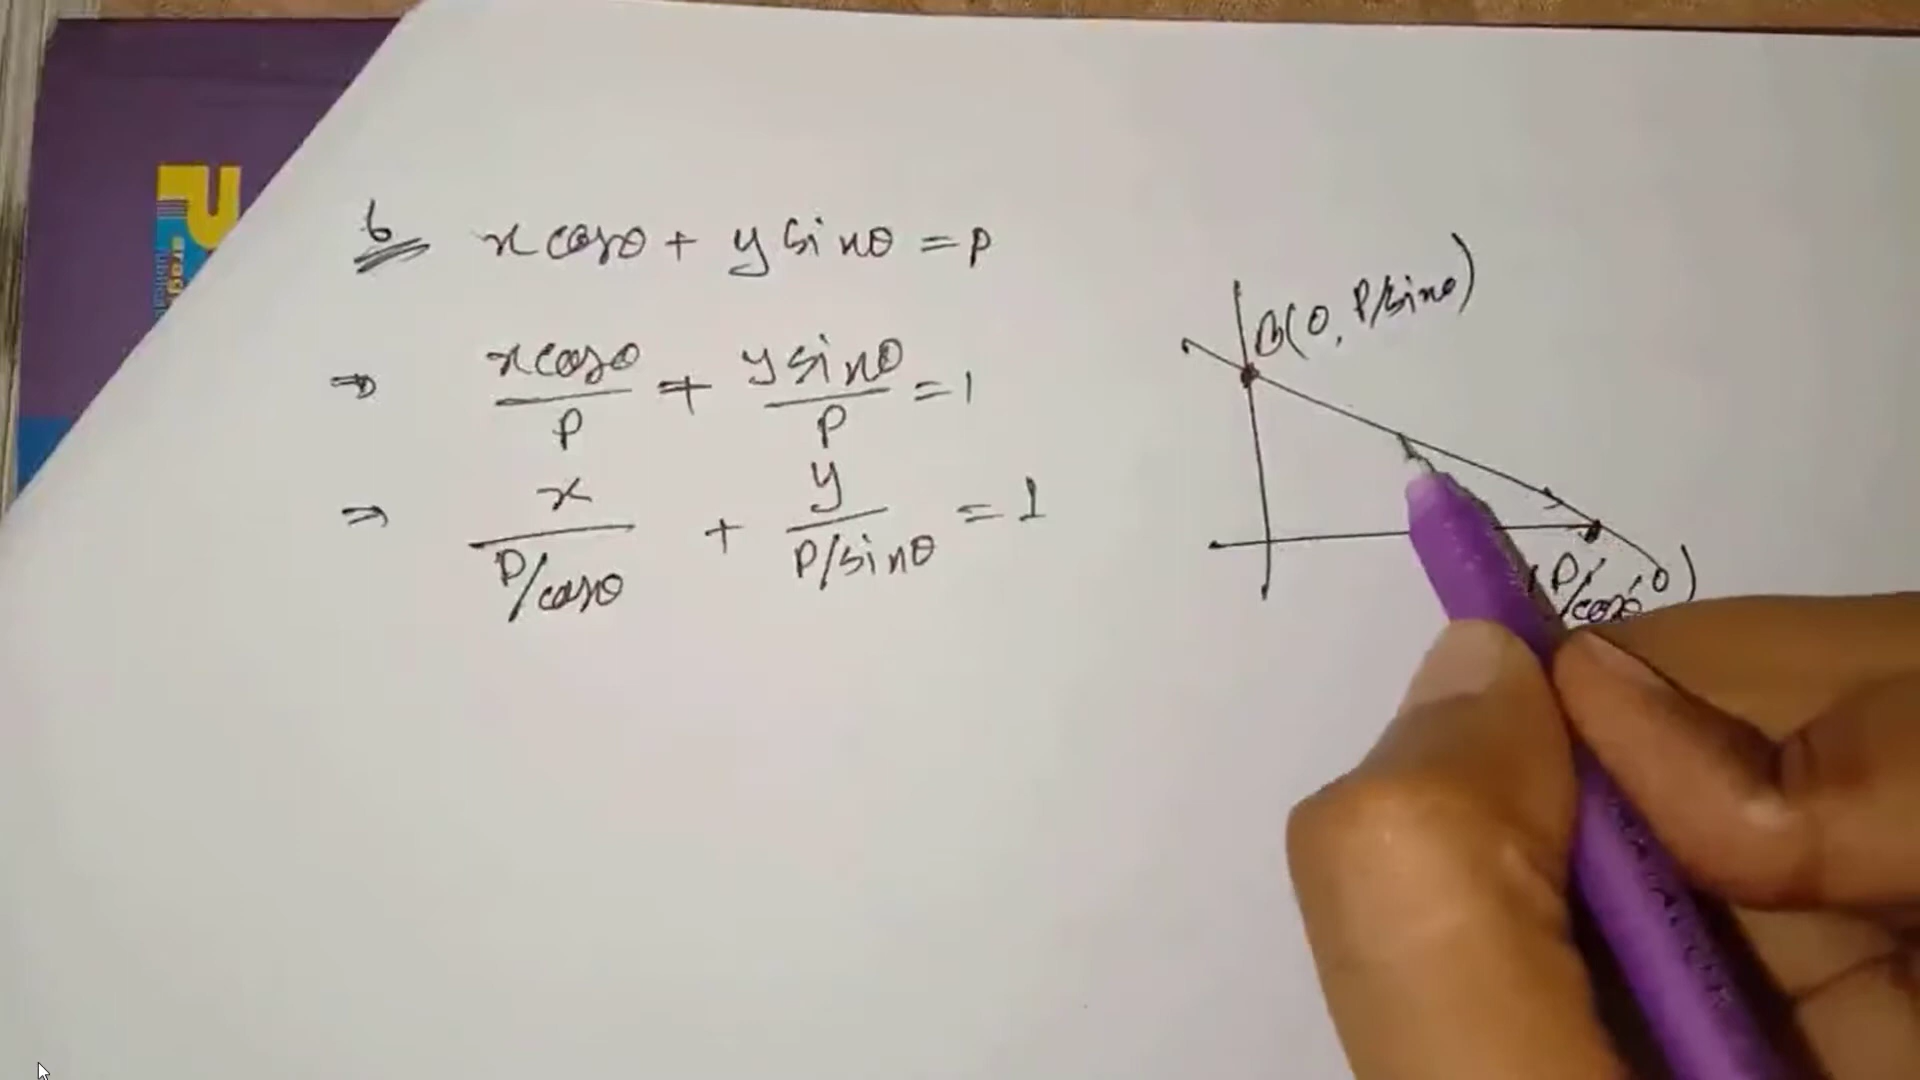 6 x cosθ + y sinθ = p
⇒ x cosθ/P + y sinθ/P = 1
⇒ x/(P/cosθ) + y/(P/sinθ) = 1
B(0, P/sinθ)
(P/cosθ, 0)